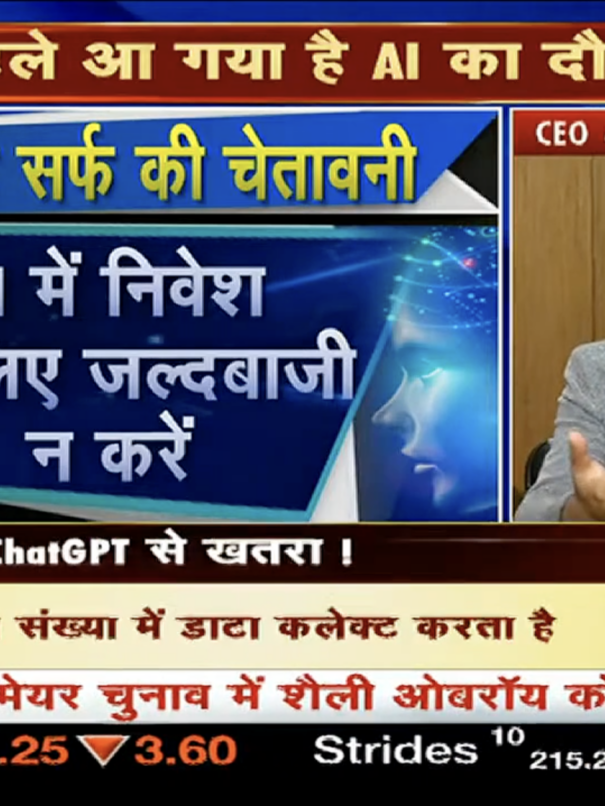 आ गया है AI का
CEO
सर्फ की चेतावनी
में निवेश
जल्दबाजी
न करें
ChatGPT से खतरा !
संख्या में डाटा कलेक्ट करता है
मेयर चुनाव में शैली ओबरॉय को
.25 ▼ 3.60 Strides 10 215.2